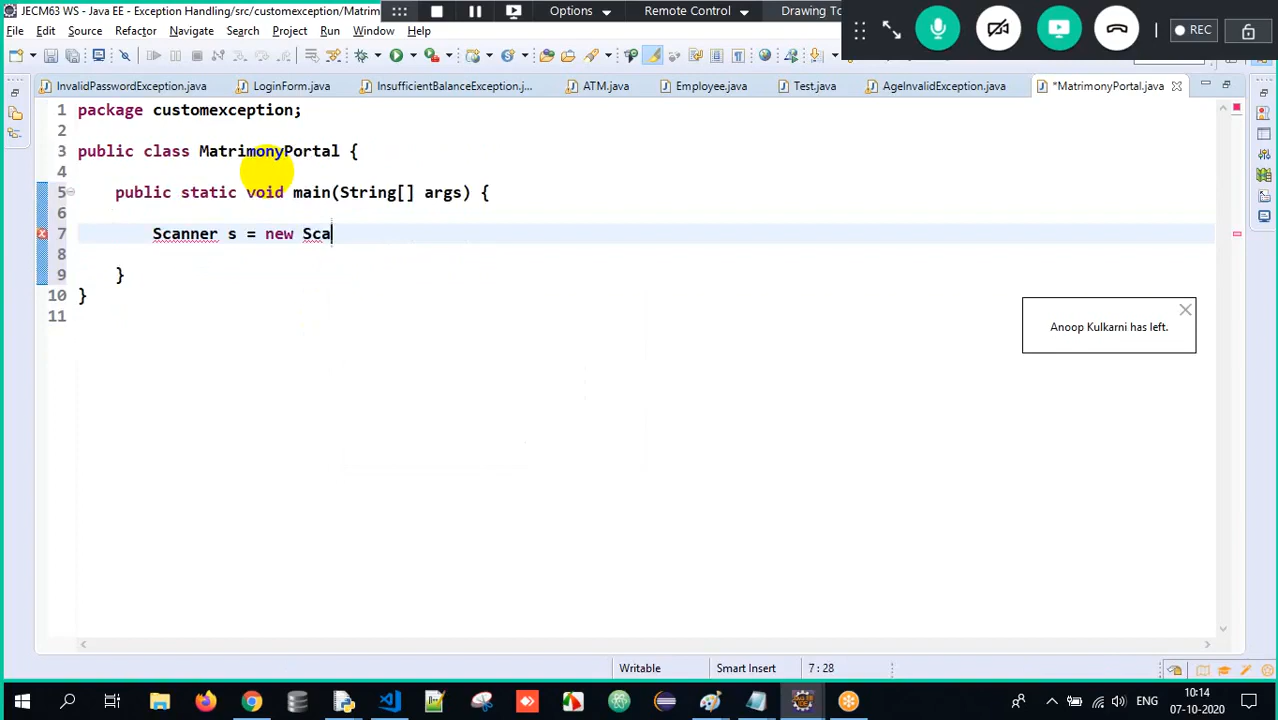 JECM63 WS - Java EE - Exception Handling/src/customexception/Matrim
Options
Remote Control
Drawing To
REC
File Edit Source Refactor Navigate Search Project Run Window Help
InvalidPasswordException.java
LoginForm.java
InsufficientBalanceException.j...
ATM.java
Employee.java
Test.java
AgeInvalidException.java
*MatrimonyPortal.java
1 package customexception;
2
3 public class MatrimonyPortal {
4
5 public static void main(String[] args) {
6
7 Scanner s = new Sca
8
9 }
10 }
11
Anoop Kulkarni has left.
Writable
Smart Insert
7 : 28
ENG
10:14
07-10-2020